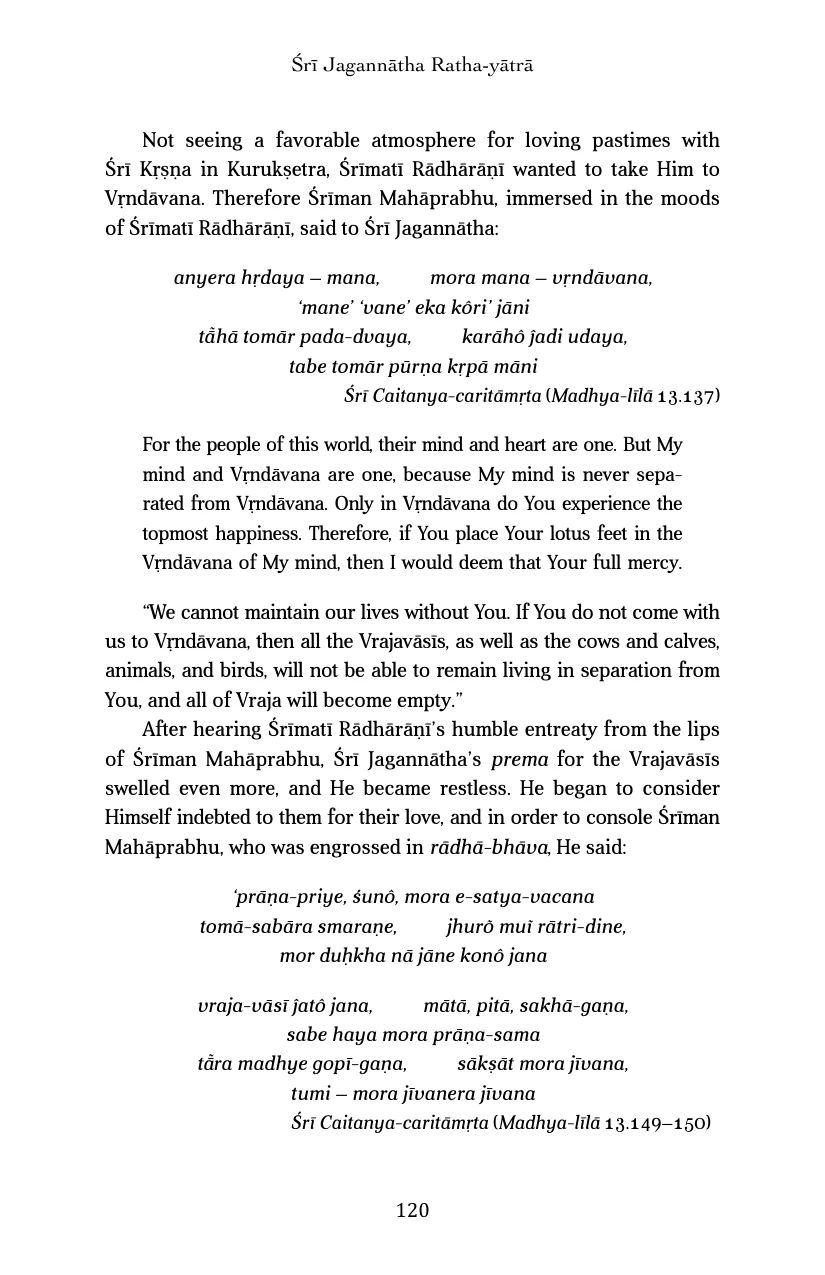 Śrī Jagannātha Ratha-yātrā
Not seeing a favorable atmosphere for loving pastimes with
Śrī Kṛṣṇa in Kurukṣetra, Śrīmatī Rādhārāṇī wanted to take Him to
Vṛndāvana. Therefore Śrīman Mahāprabhu, immersed in the moods
of Śrīmatī Rādhārāṇī, said to Śrī Jagannātha:
anyera hṛdaya – mana, mora mana – vṛndāvana,
‘mane’ ‘vane’ eka kôri’ jāni
tā̐hā tomār pada-dvaya, karāhô ĵadi udaya,
tabe tomār pūrṇa kṛpā māni
Śrī Caitanya-caritāmṛta (Madhya-līlā 13.137)
For the people of this world, their mind and heart are one. But My
mind and Vṛndāvana are one, because My mind is never sepa-
rated from Vṛndāvana. Only in Vṛndāvana do You experience the
topmost happiness. Therefore, if You place Your lotus feet in the
Vṛndāvana of My mind, then I would deem that Your full mercy.
“We cannot maintain our lives without You. If You do not come with
us to Vṛndāvana, then all the Vrajavāsīs, as well as the cows and calves,
animals, and birds, will not be able to remain living in separation from
You, and all of Vraja will become empty.”
After hearing Śrīmatī Rādhārāṇī’s humble entreaty from the lips
of Śrīman Mahāprabhu, Śrī Jagannātha’s prema for the Vrajavāsīs
swelled even more, and He became restless. He began to consider
Himself indebted to them for their love, and in order to console Śrīman
Mahāprabhu, who was engrossed in rādhā-bhāva, He said:
‘prāṇa-priye, śunô, mora e-satya-vacana
tomā-sabāra smaraṇe, jhurõ muĩ rātri-dine,
mor duḥkha nā jāne konô jana
vraja-vāsī ĵatô jana, mātā, pitā, sakhā-gaṇa,
sabe haya mora prāṇa-sama
tā̐ra madhye gopī-gaṇa, sākṣāt mora jīvana,
tumi – mora jīvanera jīvana
Śrī Caitanya-caritāmṛta (Madhya-līlā 13.149–150)
120